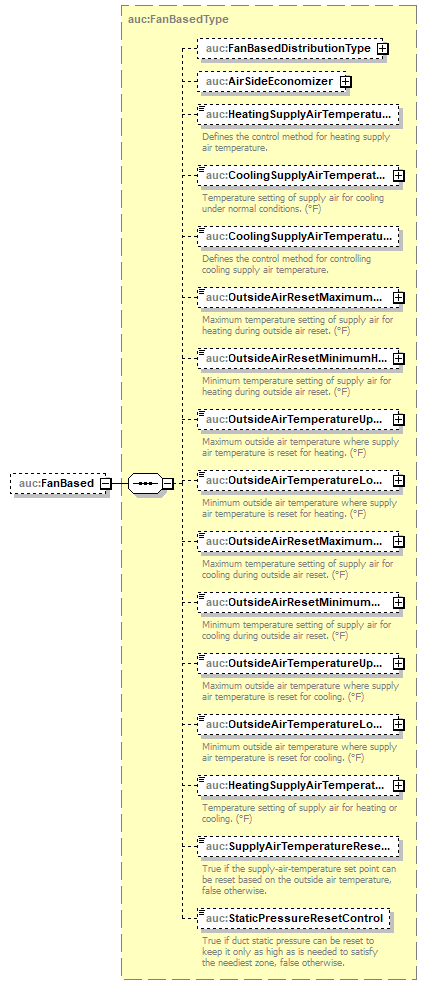 auc:FanBasedType
auc:FanBasedDistributionType
auc:AirSideEconomizer
auc:HeatingSupplyAirTemperatu...
Defines the control method for heating supply
air temperature.
auc:CoolingSupplyAirTemperat...
Temperature setting of supply air for cooling
under normal conditions. (°F)
auc:CoolingSupplyAirTemperatu...
Defines the control method for controlling
cooling supply air temperature.
auc:OutsideAirResetMaximum...
Maximum temperature setting of supply air for
heating during outside air reset. (°F)
auc:OutsideAirResetMinimumH...
Minimum temperature setting of supply air for
heating during outside air reset. (°F)
auc:OutsideAirTemperatureUp...
Maximum outside air temperature where supply
air temperature is reset for heating. (°F)
auc:FanBased
auc:OutsideAirTemperatureLo...
Minimum outside air temperature where supply
air temperature is reset for heating. (°F)
auc:OutsideAirResetMaximum...
Maximum temperature setting of supply air for
cooling during outside air reset. (°F)
auc:OutsideAirResetMinimum...
Minimum temperature setting of supply air for
cooling during outside air reset. (°F)
auc:OutsideAirTemperatureUp...
Maximum outside air temperature where supply
air temperature is reset for cooling. (°F)
auc:OutsideAirTemperatureLo...
Minimum outside air temperature where supply
air temperature is reset for cooling. (°F)
auc:HeatingSupplyAirTemperat...
Temperature setting of supply air for heating or
cooling. (°F)
auc:SupplyAirTemperatureRese...
True if the supply-air-temperature set point can
be reset based on the outside air temperature,
false otherwise.
auc:StaticPressureResetControl
True if duct static pressure can be reset to
keep it only as high as is needed to satisfy
the neediest zone, false otherwise.